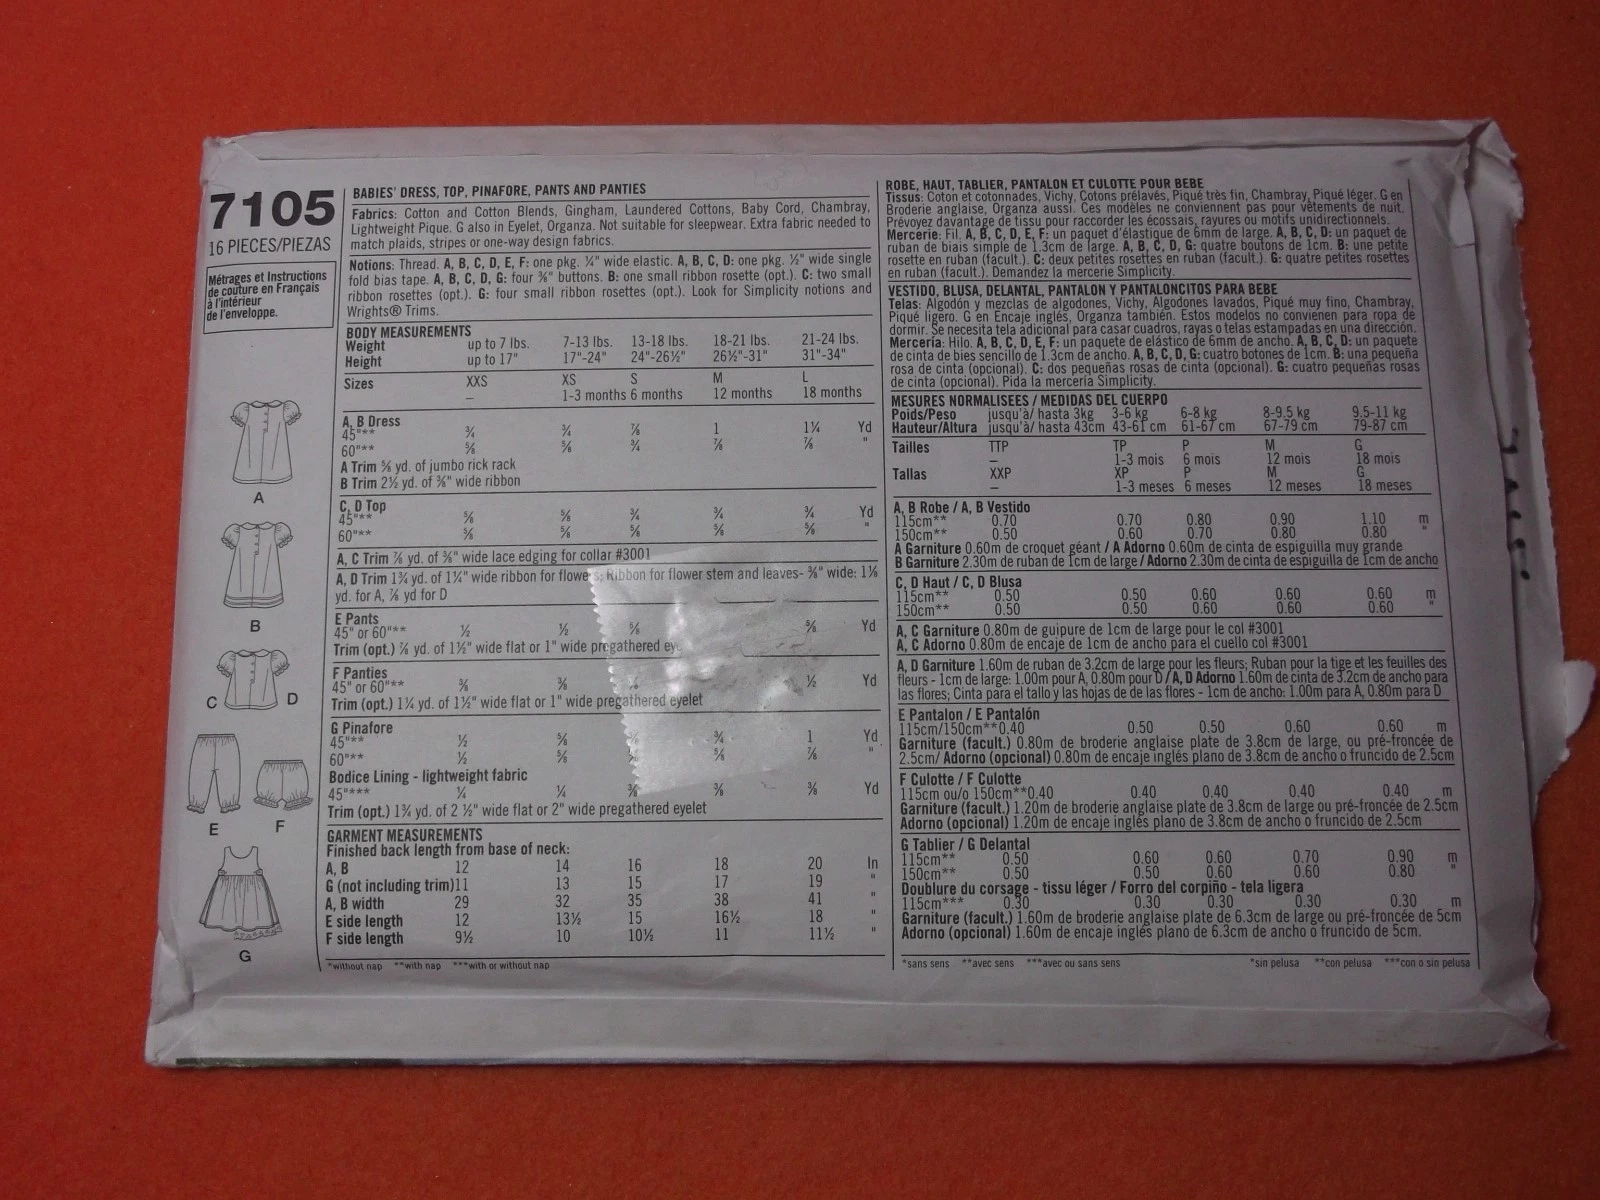 7105
16 PIECES/PIEZAS
Métrages et Instructions
de couture en Français
à l'intérieur
de l'enveloppe.
A
B
C D
E F
G
BABIES' DRESS, TOP, PINAFORE, PANTS AND PANTIES
Fabrics: Cotton and Cotton Blends, Gingham, Laundered Cottons, Baby Cord, Chambray,
Lightweight Pique. G also in Eyelet, Organza. Not suitable for sleepwear. Extra fabric needed to
match plaids, stripes or one-way design fabrics.
Notions: Thread. A, B, C, D, E, F: one pkg. ¼" wide elastic. A, B, C, D: one pkg. ½" wide single
fold bias tape. A, B, C, D, G: four ⅜" buttons. B: one small ribbon rosette (opt.). C: two small
ribbon rosettes (opt.). G: four small ribbon rosettes (opt.). Look for Simplicity notions and
Wrights® Trims.
BODY MEASUREMENTS
Weight up to 7 lbs. 7-13 lbs. 13-18 lbs. 18-21 lbs. 21-24 lbs.
Height up to 17" 17"-24" 24"-26½" 26½"-31" 31"-34"
Sizes XXS XS S M L
– 1-3 months 6 months 12 months 18 months
A, B Dress
45"** ¾ ¾ ⅞ 1 1¼ Yd
60"** ⅝ ⅝ ¾ ⅞ ⅞ "
A Trim ⅝ yd. of jumbo rick rack
B Trim 2½ yd. of ⅜" wide ribbon
C, D Top
45"** ⅝ ⅝ ¾ ¾ ¾ Yd
60"** ⅝ ⅝ ⅝ ⅝ ⅝ "
A, C Trim ⅞ yd. of ⅜" wide lace edging for collar #3001
A, D Trim 1¾ yd. of 1¼" wide ribbon for flowers; Ribbon for flower stem and leaves- ⅜" wide: 1⅛
yd. for A, ⅞ yd for D
E Pants
45" or 60"** ½ ½ ⅝ ⅝ Yd
Trim (opt.) ⅞ yd. of 1½" wide flat or 1" wide pregathered
F Panties
45" or 60"** ⅜ ⅜ ½ Yd
Trim (opt.) 1¼ yd. of 1½" wide flat or 1" wide pregathered eyelet
G Pinafore
45"** ½ ⅝ ¾ 1 Yd
60"** ½ ⅝ ⅝ ⅞ "
Bodice Lining - lightweight fabric
45"*** ¼ ¼ ⅜ ⅜ ⅜ Yd
Trim (opt.) 1¾ yd. of 2 ½" wide flat or 2" wide pregathered eyelet
GARMENT MEASUREMENTS
Finished back length from base of neck:
A, B 12 14 16 18 20 In
G (not including trim) 11 13 15 17 19 "
A, B width 29 32 35 38 41 "
E side length 12 13½ 15 16½ 18 "
F side length 9½ 10 10½ 11 11½ "
*without nap **with nap ***with or without nap
ROBE, HAUT, TABLIER, PANTALON ET CULOTTE POUR BEBE
Tissus: Coton et cotonnades, Vichy, Cotons prélavés, Piqué très fin, Chambray, Piqué léger. G en
Broderie anglaise, Organza aussi. Ces modèles ne conviennent pas pour vêtements de nuit.
Prévoyez davantage de tissu pour raccorder les écossais, rayures ou motifs unidirectionnels.
Mercerie: Fil. A, B, C, D, E, F: un paquet d'élastique de 6mm de large. A, B, C, D: un paquet de
ruban de biais simple de 1.3cm de large. A, B, C, D, G: quatre boutons de 1cm. B: une petite
rosette en ruban (facult.). C: deux petites rosettes en ruban (facult.). G: quatre petites rosettes
en ruban (facult.). Demandez la mercerie Simplicity.
VESTIDO, BLUSA, DELANTAL, PANTALON Y PANTALONCITOS PARA BEBE
Telas: Algodón y mezclas de algodones, Vichy, Algodones lavados, Piqué muy fino, Chambray,
Piqué ligero. G en Encaje inglés, Organza también. Estos modelos no convienen para ropa de
dormir. Se necesita tela adicional para casar cuadros, rayas o telas estampadas en una dirección.
Mercería: Hilo. A, B, C, D, E, F: un paquete de elástico de 6mm de ancho. A, B, C, D: un paquete
de cinta de bies sencillo de 1.3cm de ancho. A, B, C, D, G: cuatro botones de 1cm. B: una pequeña
rosa de cinta (opcional). C: dos pequeñas rosas de cinta (opcional). G: cuatro pequeñas rosas
de cinta (opcional). Pida la mercería Simplicity.
MESURES NORMALISEES / MEDIDAS DEL CUERPO
Poids/Peso jusqu'à/ hasta 3kg 3-6 kg 6-8 kg 8-9.5 kg 9.5-11 kg
Hauteur/Altura jusqu'à/ hasta 43cm 43-61 cm 61-67 cm 67-79 cm 79-87 cm
Tailles TTP TP P M G
– 1-3 mois 6 mois 12 mois 18 mois
Tallas XXP XP P M G
– 1-3 meses 6 meses 12 meses 18 meses
A, B Robe / A, B Vestido
115cm** 0.70 0.70 0.80 0.90 1.10 m
150cm** 0.50 0.60 0.70 0.80 0.80 "
A Garniture 0.60m de croquet géant / A Adorno 0.60m de cinta de espiguilla muy grande
B Garniture 2.30m de ruban de 1cm de large / Adorno 2.30m de cinta de espiguilla de 1cm de ancho
C, D Haut / C, D Blusa
115cm** 0.50 0.50 0.60 0.60 0.60 m
150cm** 0.50 0.50 0.60 0.60 0.60 "
A, C Garniture 0.80m de guipure de 1cm de large pour le col #3001
A, C Adorno 0.80m de encaje de 1cm de ancho para el cuello col #3001
A, D Garniture 1.60m de ruban de 3.2cm de large pour les fleurs; Ruban pour la tige et les feuilles des
fleurs - 1cm de large: 1.00m pour A, 0.80m pour D / A, D Adorno 1.60m de cinta de 3.2cm de ancho para
las flores; Cinta para el tallo y las hojas de de las flores - 1cm de ancho: 1.00m para A, 0.80m para D
E Pantalon / E Pantalón
115cm/150cm** 0.40 0.50 0.50 0.60 0.60 m
Garniture (facult.) 0.80m de broderie anglaise plate de 3.8cm de large, ou pré-froncée de
2.5cm/ Adorno (opcional) 0.80m de encaje inglés plano de 3.8cm de ancho o fruncido de 2.5cm
F Culotte / F Culotte
115cm ou/o 150cm** 0.40 0.40 0.40 0.40 0.40 m
Garniture (facult.) 1.20m de broderie anglaise plate de 3.8cm de large ou pré-froncée de 2.5cm
Adorno (opcional) 1.20m de encaje inglés plano de 3.8cm de ancho o fruncido de 2.5cm
G Tablier / G Delantal
115cm** 0.50 0.60 0.60 0.70 0.90 m
150cm** 0.50 0.50 0.60 0.60 0.80 "
Doublure du corsage - tissu léger / Forro del corpiño - tela ligera
115cm*** 0.30 0.30 0.30 0.30 0.30 m
Garniture (facult.) 1.60m de broderie anglaise plate de 6.3cm de large ou pré-froncée de 5cm
Adorno (opcional) 1.60m de encaje inglés plano de 6.3cm de ancho o fruncido de 5cm.
*sans sens **avec sens ***avec ou sans sens *sin pelusa **con pelusa ***con o sin pelusa